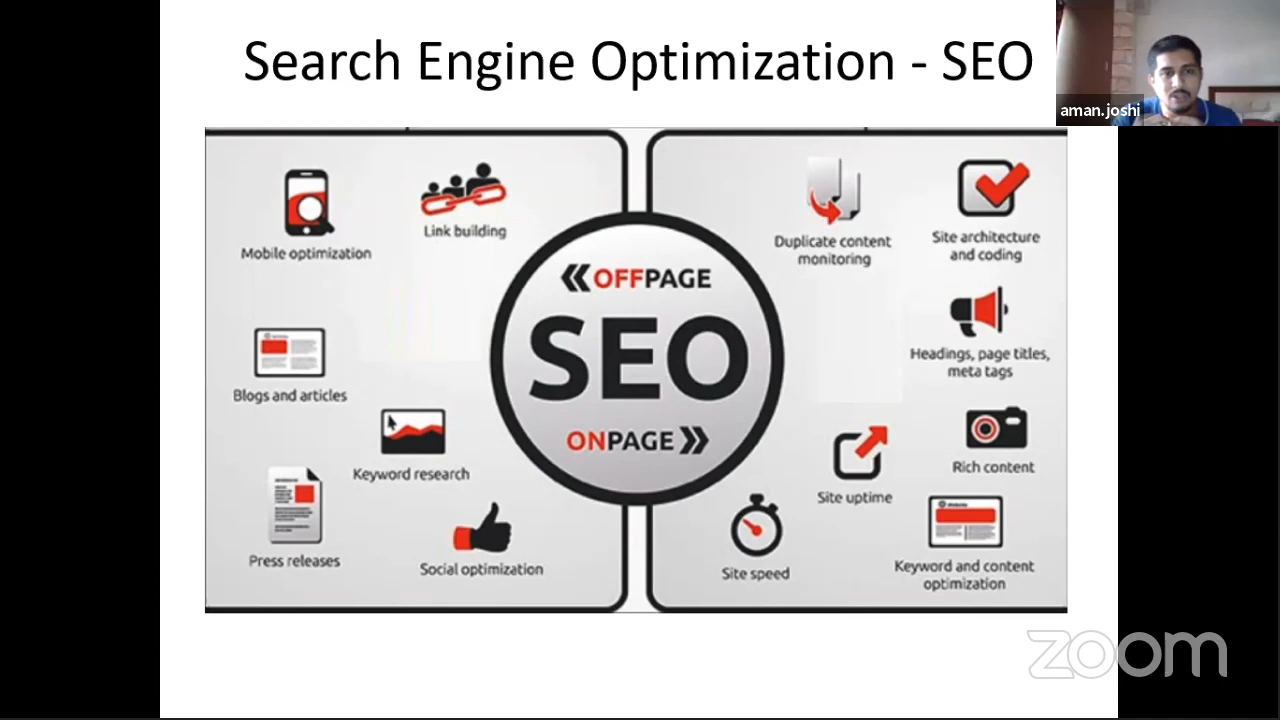 Search Engine Optimization - SEO
aman.joshi
Mobile optimization
Link building
Blogs and articles
Keyword research
Press releases
Social optimization
OFFPAGE
SEO
ONPAGE
Duplicate content
monitoring
Site architecture
and coding
Headings, page titles,
meta tags
Rich content
Site uptime
Site speed
Keyword and content
optimization
zoom